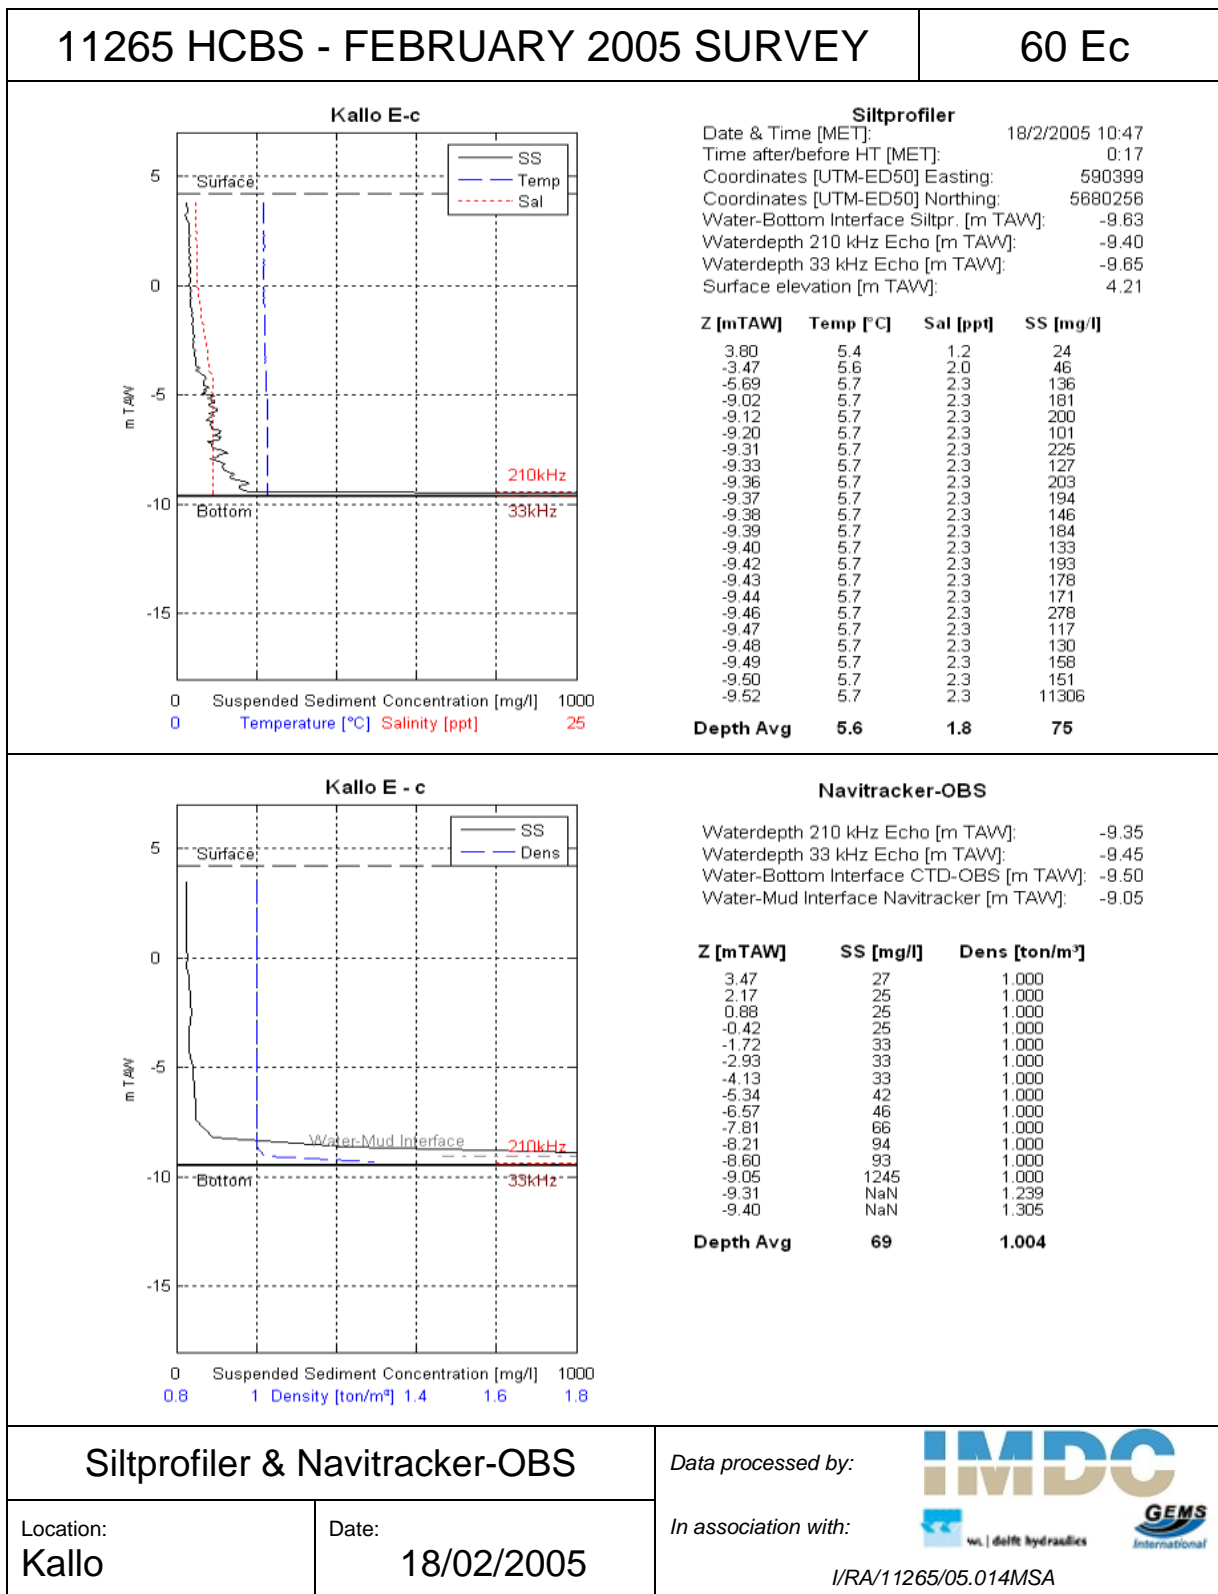 11265 HCBS - FEBRUARY 2005 SURVEY
60 Ec
Kallo E-c
SS
Temp
Sal
Surface
5
0
-5
-10
-15
m TAW
210kHz
33kHz
Bottom
0 Suspended Sediment Concentration [mg/l] 1000
0 Temperature [°C] Salinity [ppt] 25
Siltprofiler
Date & Time [MET]: 18/2/2005 10:47
Time after/before HT [MET]: 0:17
Coordinates [UTM-ED50] Easting: 590399
Coordinates [UTM-ED50] Northing: 5680256
Water-Bottom Interface Siltpr. [m TAW]: -9.63
Waterdepth 210 kHz Echo [m TAW]: -9.40
Waterdepth 33 kHz Echo [m TAW]: -9.65
Surface elevation [m TAW]: 4.21
Z [mTAW] Temp [°C] Sal [ppt] SS [mg/l]
3.80 5.4 1.2 24
-3.47 5.6 2.0 46
-5.69 5.7 2.3 136
-9.02 5.7 2.3 181
-9.12 5.7 2.3 200
-9.20 5.7 2.3 101
-9.31 5.7 2.3 225
-9.33 5.7 2.3 127
-9.36 5.7 2.3 203
-9.37 5.7 2.3 194
-9.38 5.7 2.3 146
-9.39 5.7 2.3 184
-9.40 5.7 2.3 133
-9.42 5.7 2.3 193
-9.43 5.7 2.3 178
-9.44 5.7 2.3 171
-9.46 5.7 2.3 278
-9.47 5.7 2.3 117
-9.48 5.7 2.3 130
-9.49 5.7 2.3 158
-9.50 5.7 2.3 151
-9.52 5.7 2.3 11306
Depth Avg 5.6 1.8 75
Kallo E - c
SS
Dens
Surface
5
0
-5
-10
-15
m TAW
Water-Mud Interface
210kHz
33kHz
Bottom
0 Suspended Sediment Concentration [mg/l] 1000
0.8 1 Density [ton/m³] 1.4 1.6 1.8
Navitracker-OBS
Waterdepth 210 kHz Echo [m TAW]: -9.35
Waterdepth 33 kHz Echo [m TAW]: -9.45
Water-Bottom Interface CTD-OBS [m TAW]: -9.50
Water-Mud Interface Navitracker [m TAW]: -9.05
Z [mTAW] SS [mg/l] Dens [ton/m³]
3.47 27 1.000
2.17 25 1.000
0.88 25 1.000
-0.42 25 1.000
-1.72 33 1.000
-2.93 33 1.000
-4.13 33 1.000
-5.34 42 1.000
-6.57 46 1.000
-7.81 66 1.000
-8.21 94 1.000
-8.60 93 1.000
-9.05 1245 1.000
-9.31 NaN 1.239
-9.40 NaN 1.305
Depth Avg 69 1.004
Siltprofiler & Navitracker-OBS
Location:
Kallo
Date:
18/02/2005
Data processed by:
IMDC
In association with:
wL | delft hydraulics
GEMS
International
I/RA/11265/05.014MSA